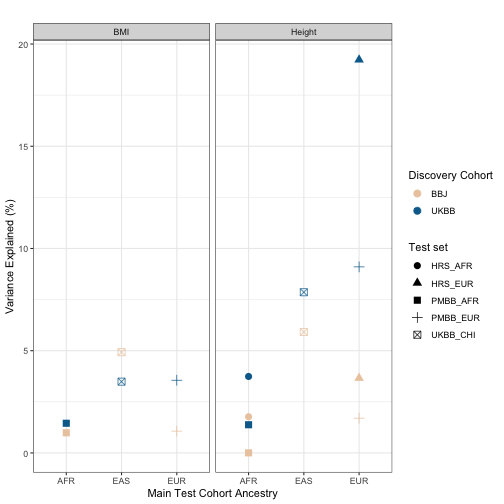 BMI
Height
20
15
10
5
0
Variance Explained (%)
AFR
EAS
EUR
AFR
EAS
EUR
Main Test Cohort Ancestry
Discovery Cohort
BBJ
UKBB
Test set
HRS_AFR
HRS_EUR
PMBB_AFR
PMBB_EUR
UKBB_CHI